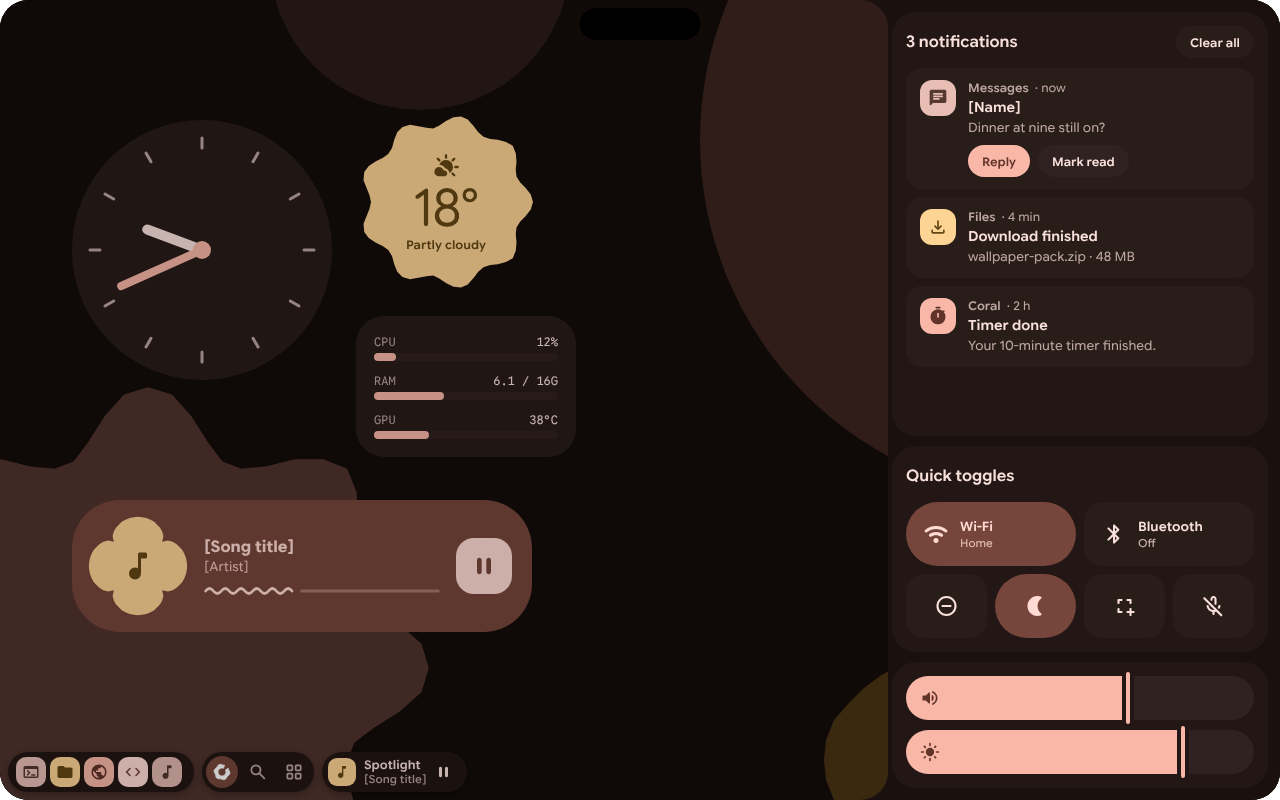 18°
Partly cloudy
CPU 12%
RAM 6.1 / 16G
GPU 38°C
[Song title]
[Artist]
Spotlight
[Song title]
3 notifications
Clear all
Messages · now
[Name]
Dinner at nine still on?
Reply
Mark read
Files · 4 min
Download finished
wallpaper-pack.zip · 48 MB
Coral · 2 h
Timer done
Your 10-minute timer finished.
Quick toggles
Wi-Fi
Home
Bluetooth
Off